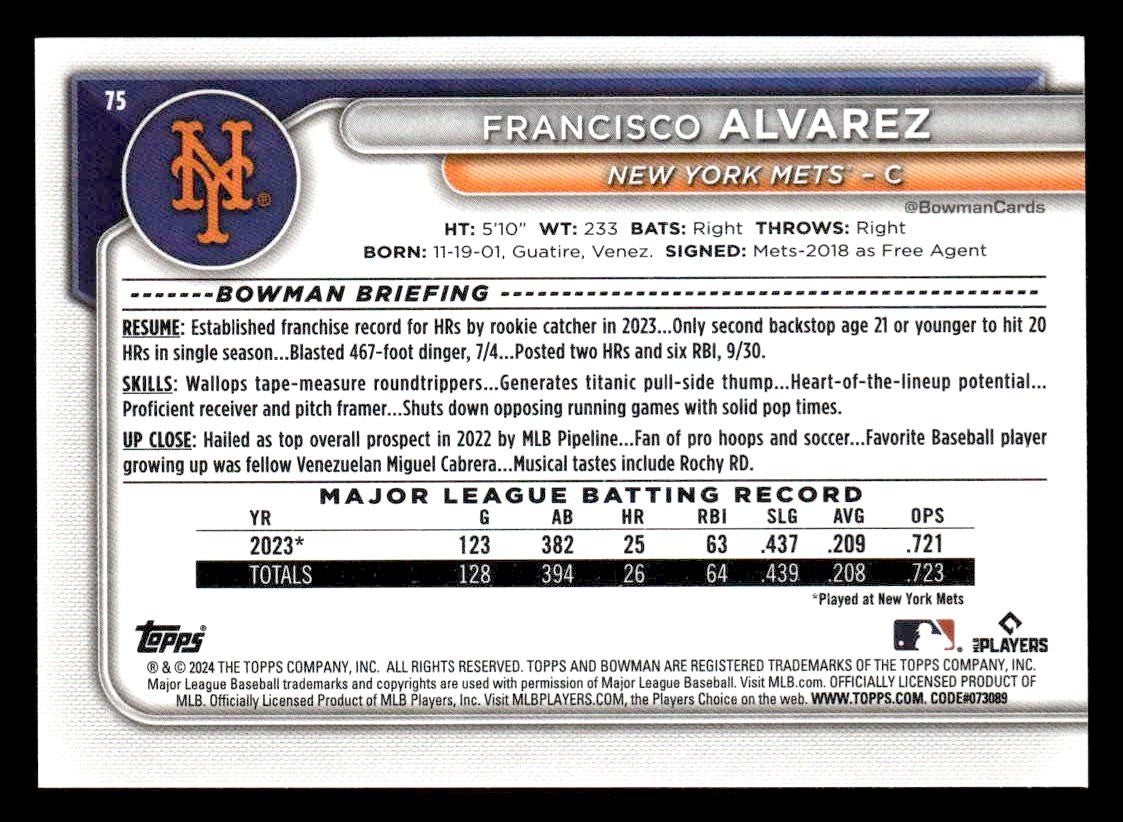 75
NY
FRANCISCO ALVAREZ
NEW YORK METS – C
@BowmanCards
HT: 5'10" WT: 233 BATS: Right THROWS: Right
BORN: 11-19-01, Guatire, Venez. SIGNED: Mets-2018 as Free Agent
BOWMAN BRIEFING
RESUME: Established franchise record for HRs by rookie catcher in 2023...Only second backstop age 21 or younger to hit 20
HRs in single season...Blasted 467-foot dinger, 7/4...Posted two HRs and six RBI, 9/30.
SKILLS: Wallops tape-measure roundtrippers...Generates titanic pull-side thump...Heart-of-the-lineup potential...
Proficient receiver and pitch framer...Shuts down opposing running games with solid pop times.
UP CLOSE: Hailed as top overall prospect in 2022 by MLB Pipeline...Fan of pro hoops and soccer...Favorite Baseball player
growing up was fellow Venezuelan Miguel Cabrera...Musical tastes include Rochy RD.
MAJOR LEAGUE BATTING RECORD
YR G AB HR RBI SLG AVG OPS
2023* 123 382 25 63 .437 .209 .721
TOTALS 128 394 26 64 .439 .208 .723
*Played at New York Mets
Topps®
MLB PLAYERS
® & © 2024 THE TOPPS COMPANY, INC. ALL RIGHTS RESERVED. TOPPS AND BOWMAN ARE REGISTERED TRADEMARKS OF THE TOPPS COMPANY, INC.
Major League Baseball trademarks and copyrights are used with permission of Major League Baseball. Visit MLB.com. OFFICIALLY LICENSED PRODUCT OF
MLB. Officially Licensed Product of MLB Players, Inc. Visit MLBPLAYERS.COM, the Players Choice on the web. WWW.TOPPS.COM. CODE#073089